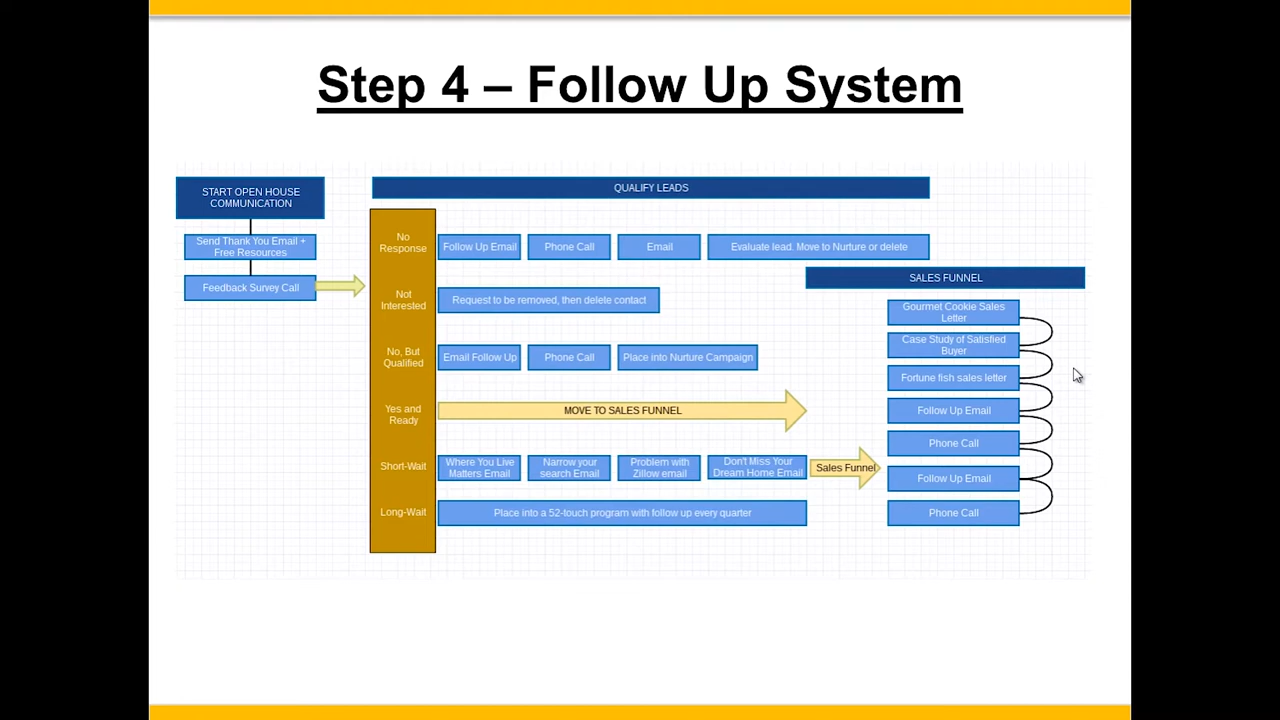 Step 4 – Follow Up System
START OPEN HOUSE
COMMUNICATION
Send Thank You Email +
Free Resources
Feedback Survey Call
QUALIFY LEADS
No
Response
Follow Up Email
Phone Call
Email
Evaluate lead. Move to Nurture or delete
Not
Interested
Request to be removed, then delete contact
No, But
Qualified
Email Follow Up
Phone Call
Place into Nurture Campaign
Yes and
Ready
MOVE TO SALES FUNNEL
Short-Wait
Where You Live
Matters Email
Narrow your
search Email
Problem with
Zillow email
Don't Miss Your
Dream Home Email
Sales Funnel
Long-Wait
Place into a 52-touch program with follow up every quarter
SALES FUNNEL
Gourmet Cookie Sales
Letter
Case Study of Satisfied
Buyer
Fortune fish sales letter
Follow Up Email
Phone Call
Follow Up Email
Phone Call